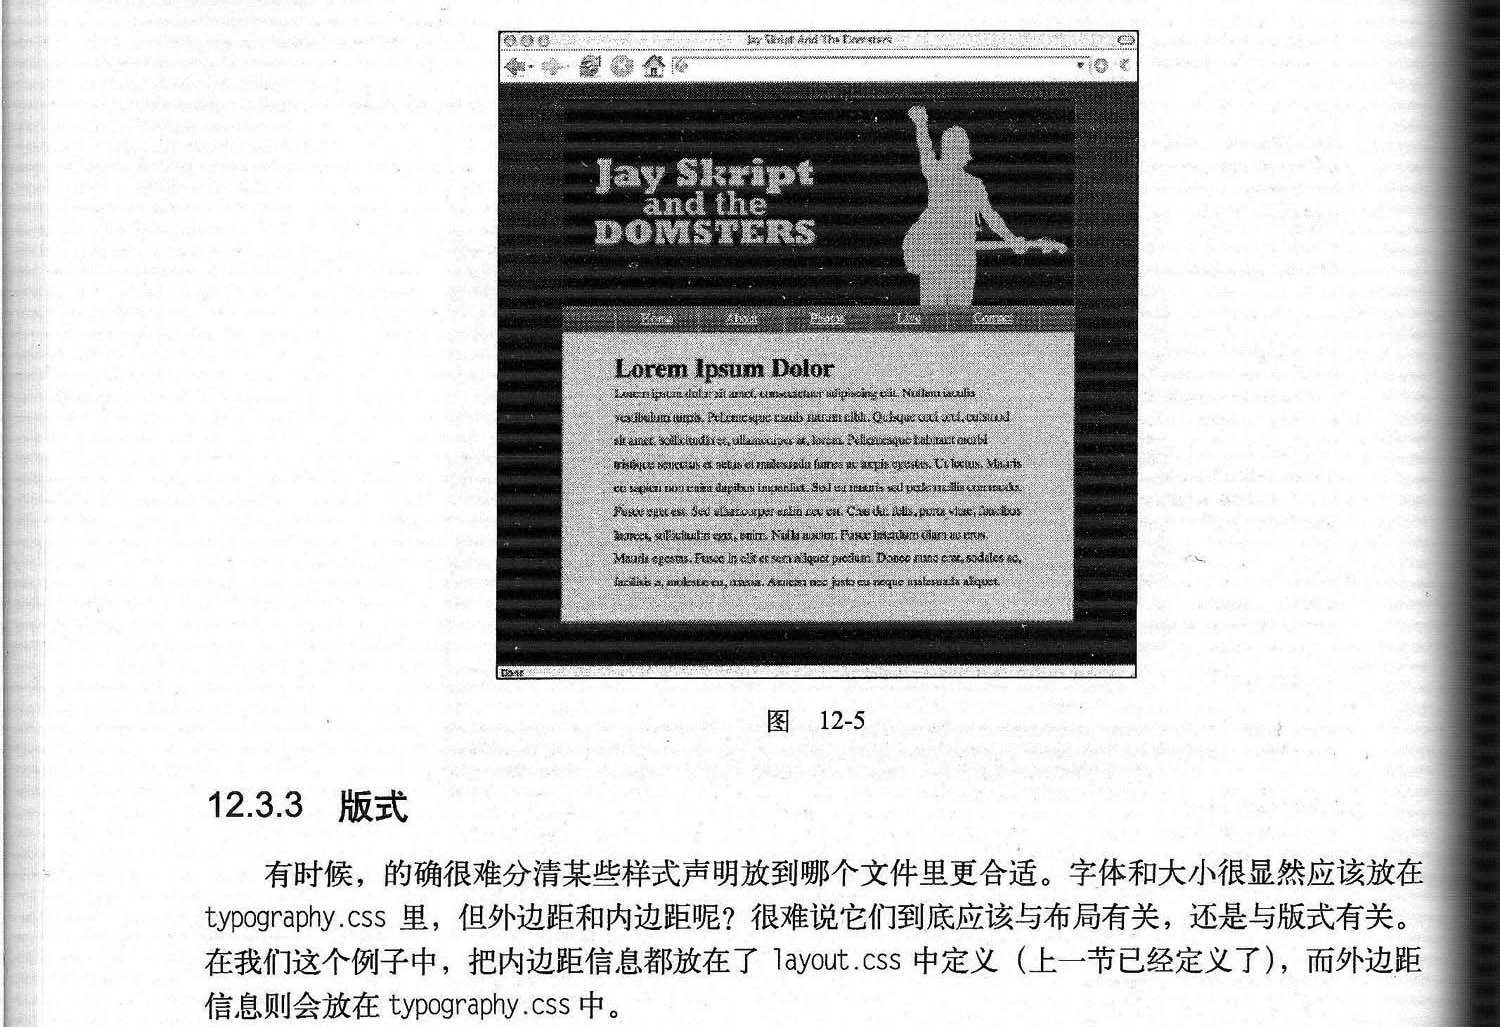 Jay Skript And The Domsters
Jay Skript
and the
DOMSTERS
Home About Photos Live Contact
Lorem Ipsum Dolor
Lorem ipsum dolor sit amet, consectetuer adipiscing elit. Nullam iaculis
vestibulum turpis. Pellentesque mattis rutrum nibh. Quisque orci orci, euismod
sit amet, sollicitudin et, ullamcorper at, lorem. Pellentesque habitant morbi
tristique senectus et netus et malesuada fames ac turpis egestas. Ut lectus. Mauris
eu sapien non enim dapibus imperdiet. Sed eu mauris sed pede mollis commodo.
Fusce eget est. Sed ullamcorper enim nec est. Cras dui felis, porta vitae, faucibus
laoreet, sollicitudin eget, enim. Nulla auctor. Fusce interdum diam ac eros.
Mauris egestas. Fusce in elit et sem aliquet pretium. Donec nunc erat, sodales ac,
facilisis a, molestie eu, massa. Aenean nec justo eu neque malesuada aliquet.
Done
图 12-5
12.3.3 版式
有时候，的确很难分清某些样式声明放到哪个文件里更合适。字体和大小很显然应该放在
typography.css 里，但外边距和内边距呢？很难说它们到底应该与布局有关，还是与版式有关。
在我们这个例子中，把内边距信息都放在了 layout.css 中定义（上一节已经定义了），而外边距
信息则会放在 typography.css 中。